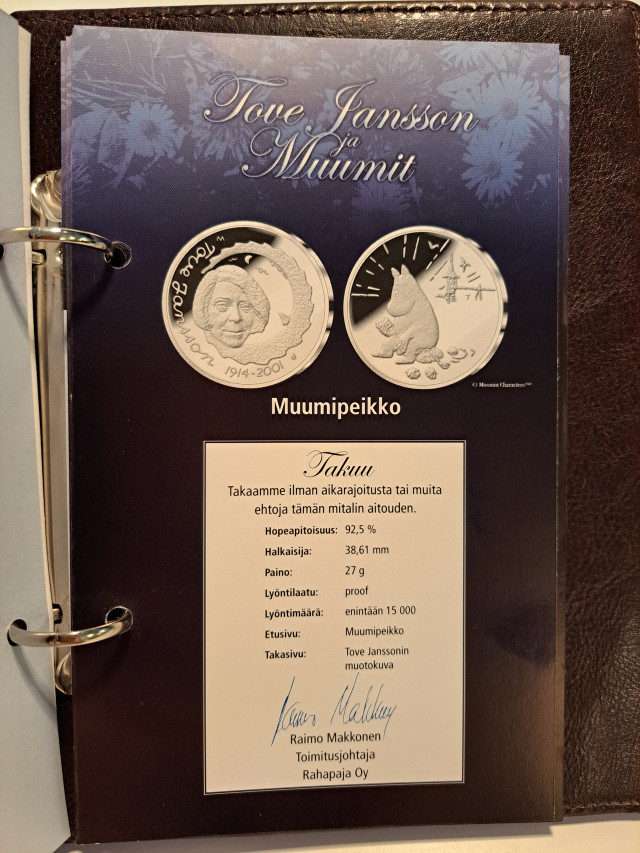 Tove Jansson
ja
Muumit
Tove Jansson
1914-2001
© Moomin Characters™
Muumipeikko
Takuu
Takaamme ilman aikarajoitusta tai muita
ehtoja tämän mitalin aitouden.
Hopeapitoisuus: 92,5 %
Halkaisija: 38,61 mm
Paino: 27 g
Lyöntilaatu: proof
Lyöntimäärä: enintään 15 000
Etusivu: Muumipeikko
Takasivu: Tove Janssonin
muotokuva
Raimo Makkonen
Raimo Makkonen
Toimitusjohtaja
Rahapaja Oy